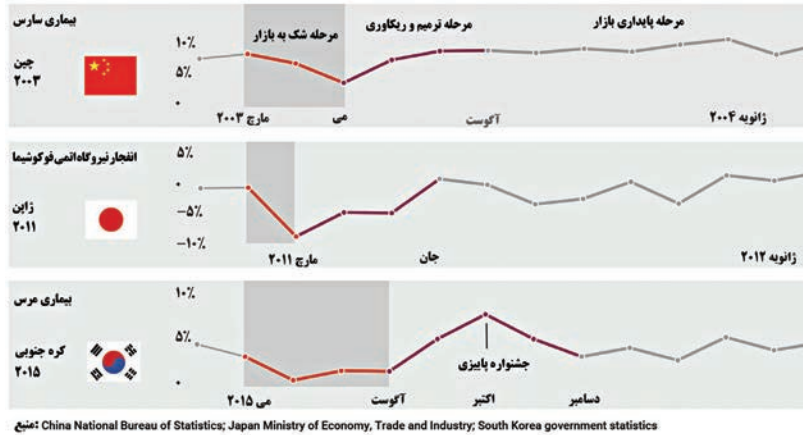 بیماری سارس
چین
۲۰۰۳
مرحله شک به بازار
مرحله ترمیم و ریکاوری
مرحله پایداری بازار
۱۰%
۵%
۰
مارچ ۲۰۰۳
می
آگوست
ژانویه ۲۰۰۴
انفجار نیروگاه اتمی فوکوشیما
ژاپن
۲۰۱۱
۵%
۰
−۵%
−۱۰%
مارچ ۲۰۱۱
جان
ژانویه ۲۰۱۲
بیماری مرس
کره جنوبی
۲۰۱۵
۱۰%
۵%
۰
جشنواره پاییزی
می ۲۰۱۵
آگوست
اکتبر
دسامبر
منبع: China National Bureau of Statistics; Japan Ministry of Economy, Trade and Industry; South Korea government statistics